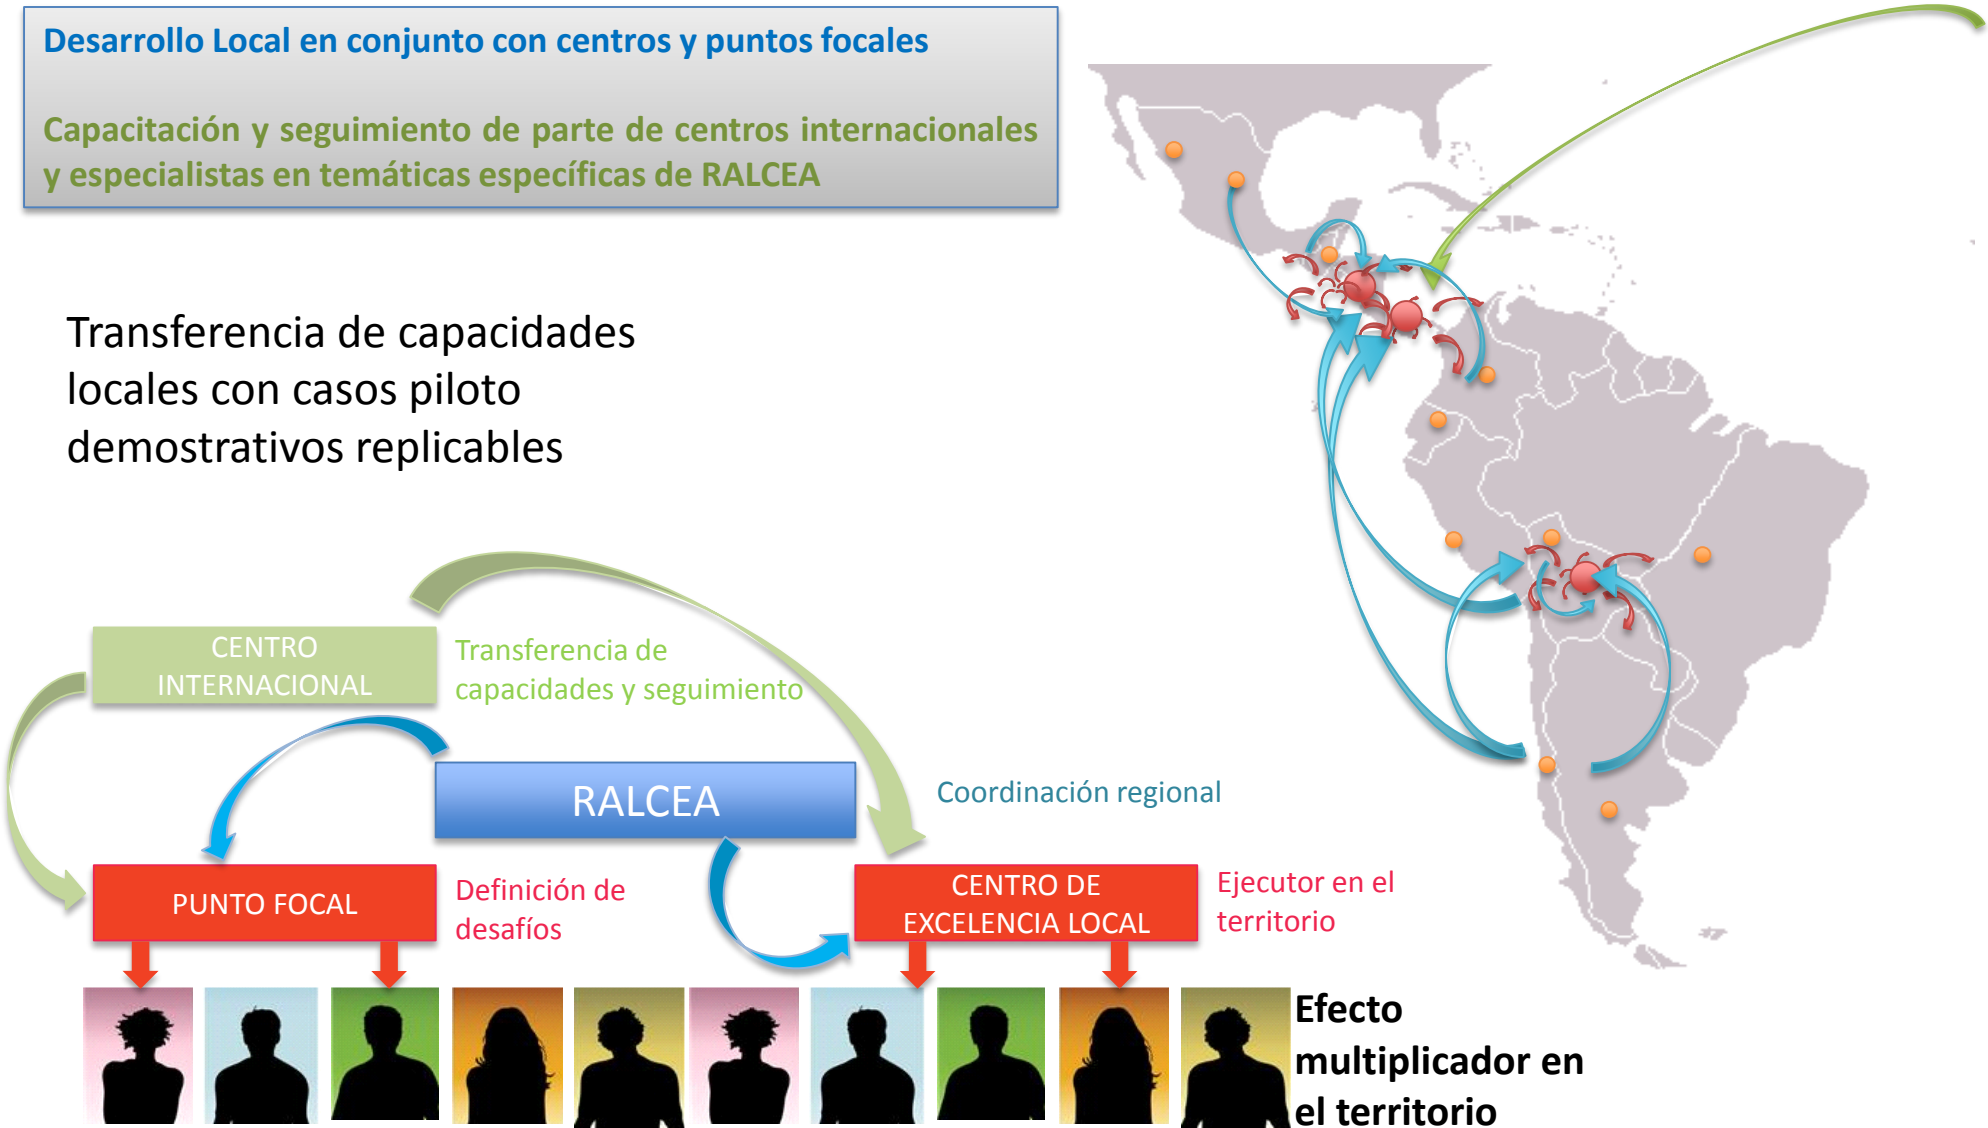 Desarrollo Local en conjunto con centros y puntos focales
Capacitación y seguimiento de parte de centros internacionales
y especialistas en temáticas específicas de RALCEA
Transferencia de capacidades
locales con casos piloto
demostrativos replicables
CENTRO
INTERNACIONAL
Transferencia de
capacidades y seguimiento
RALCEA
Coordinación regional
PUNTO FOCAL
Definición de
desafíos
CENTRO DE
EXCELENCIA LOCAL
Ejecutor en el
territorio
Efecto
multiplicador en
el territorio